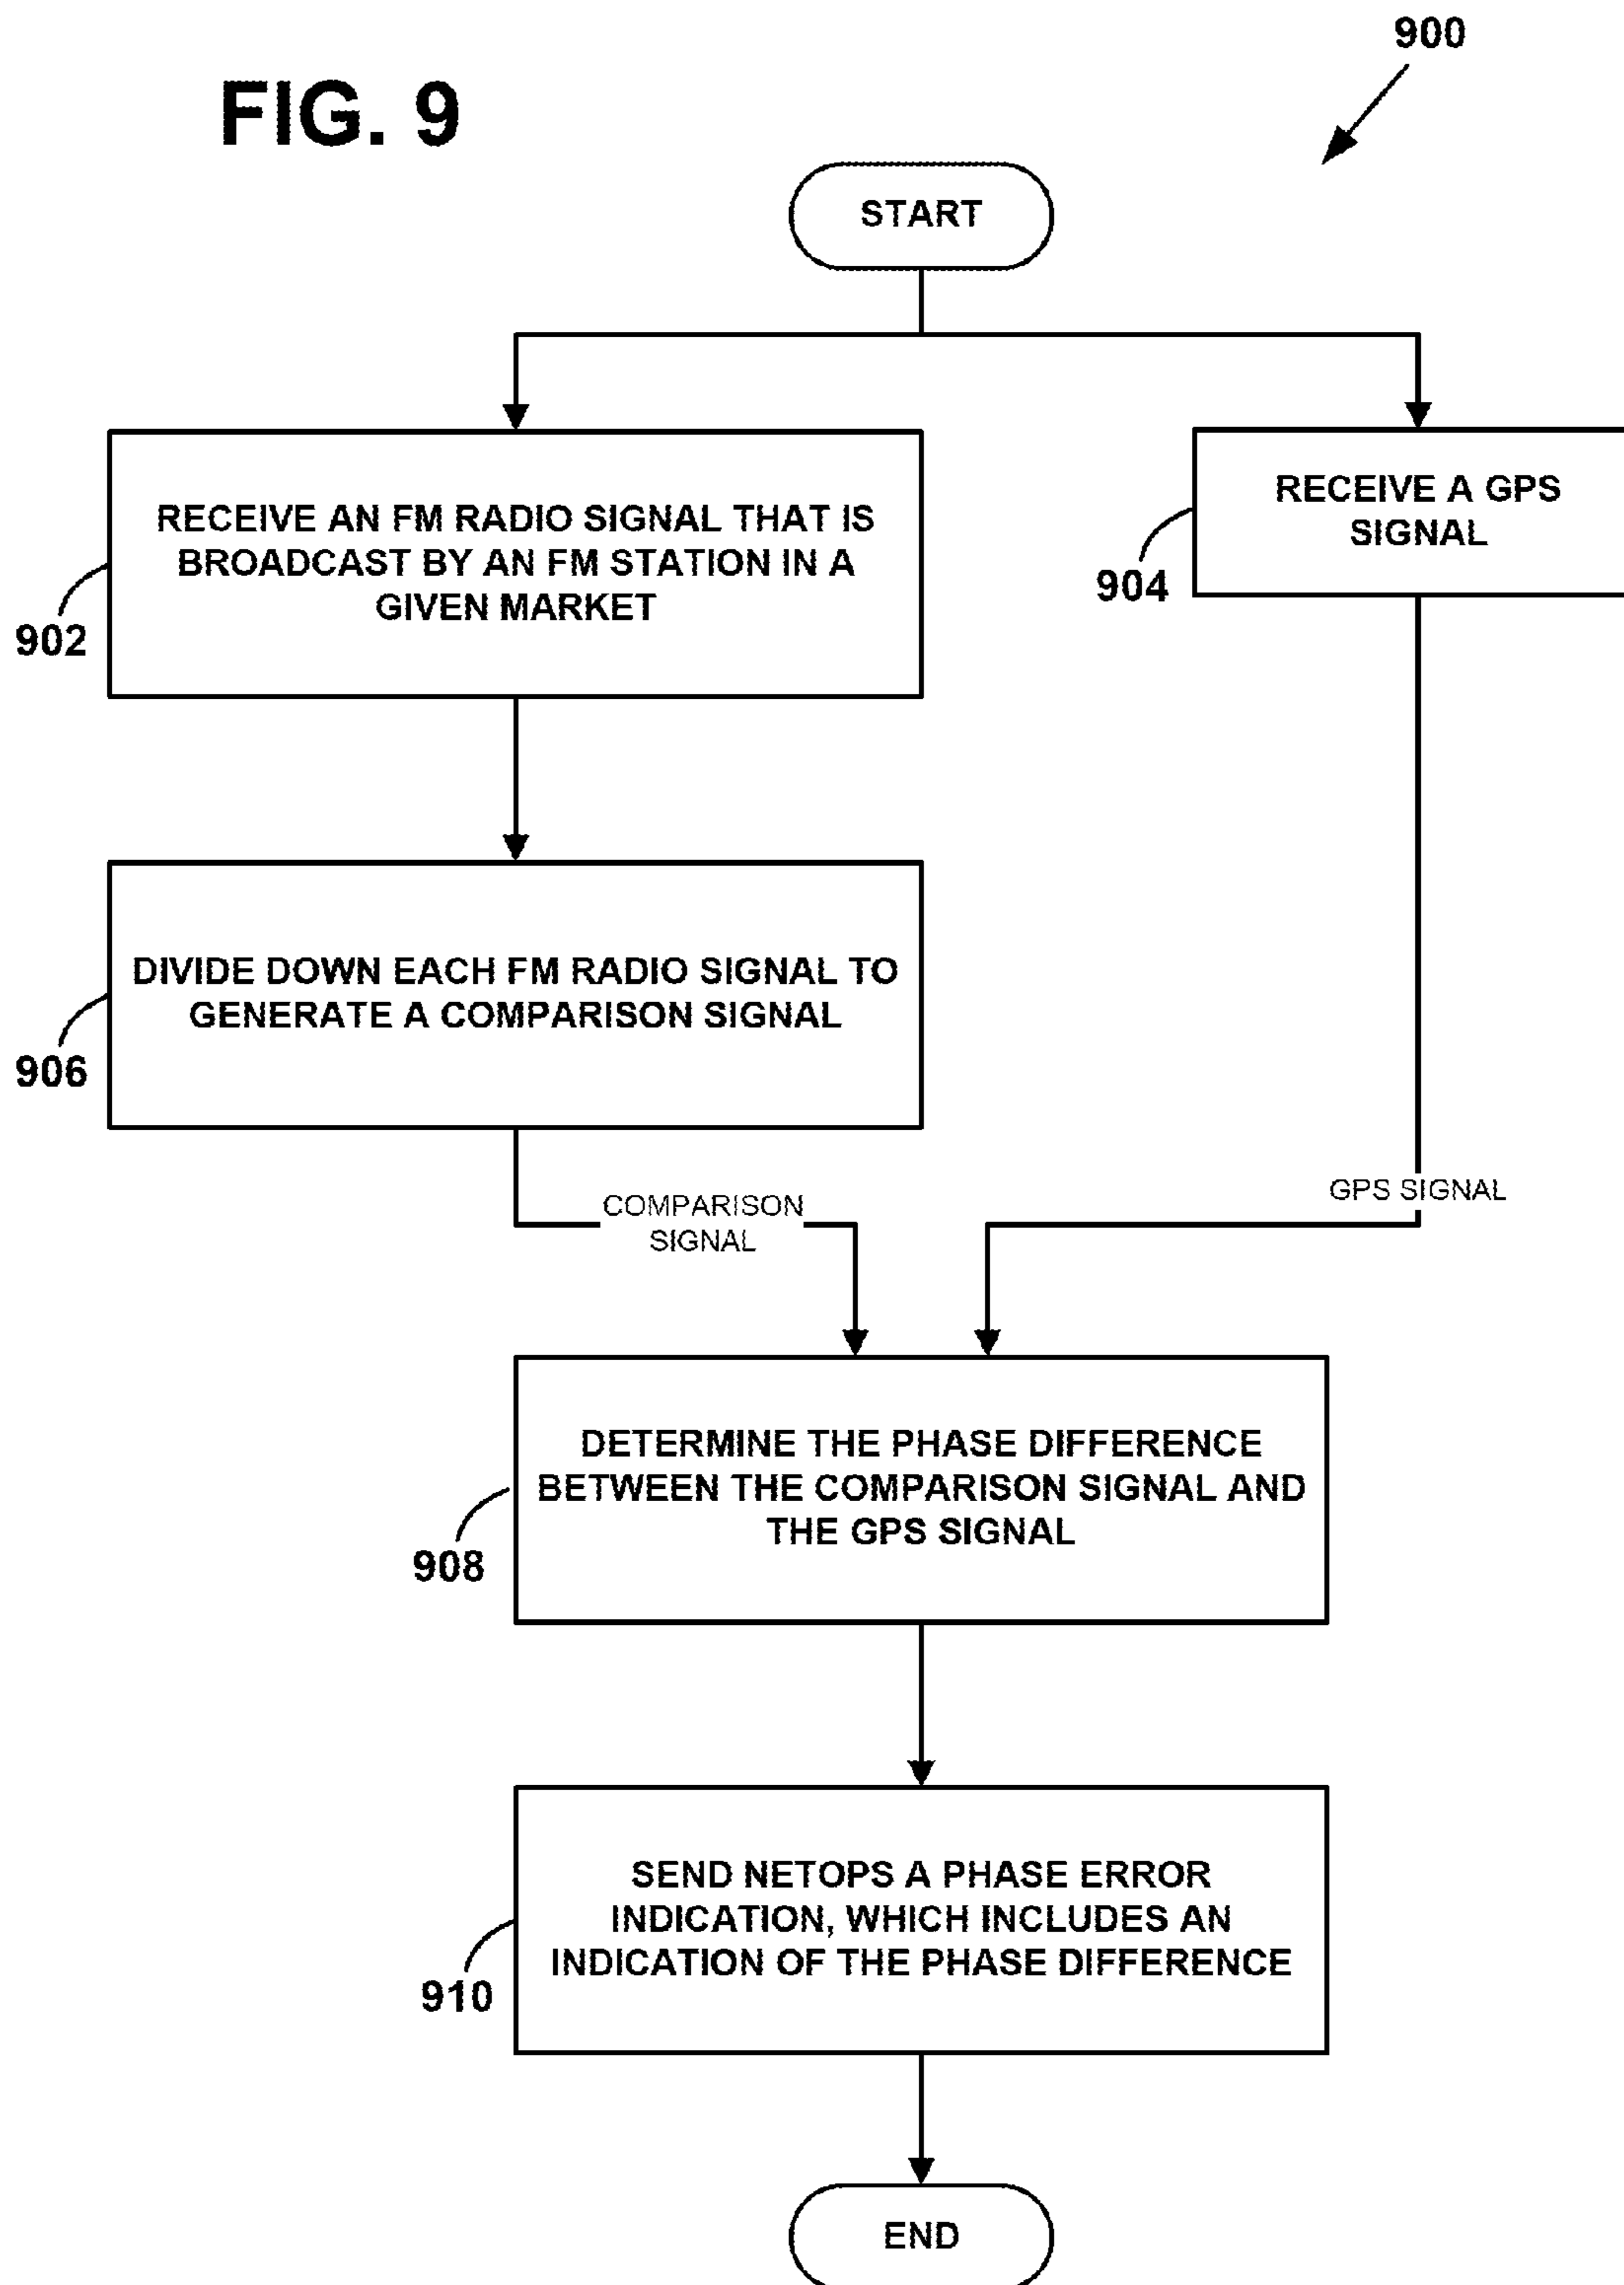 900
FIG. 9
START
RECEIVE AN FM RADIO SIGNAL THAT IS
BROADCAST BY AN FM STATION IN A
GIVEN MARKET
902
RECEIVE A GPS
SIGNAL
904
DIVIDE DOWN EACH FM RADIO SIGNAL TO
GENERATE A COMPARISON SIGNAL
906
COMPARISON
SIGNAL
GPS SIGNAL
DETERMINE THE PHASE DIFFERENCE
BETWEEN THE COMPARISON SIGNAL AND
THE GPS SIGNAL
908
SEND NETOPS A PHASE ERROR
INDICATION, WHICH INCLUDES AN
INDICATION OF THE PHASE DIFFERENCE
910
END